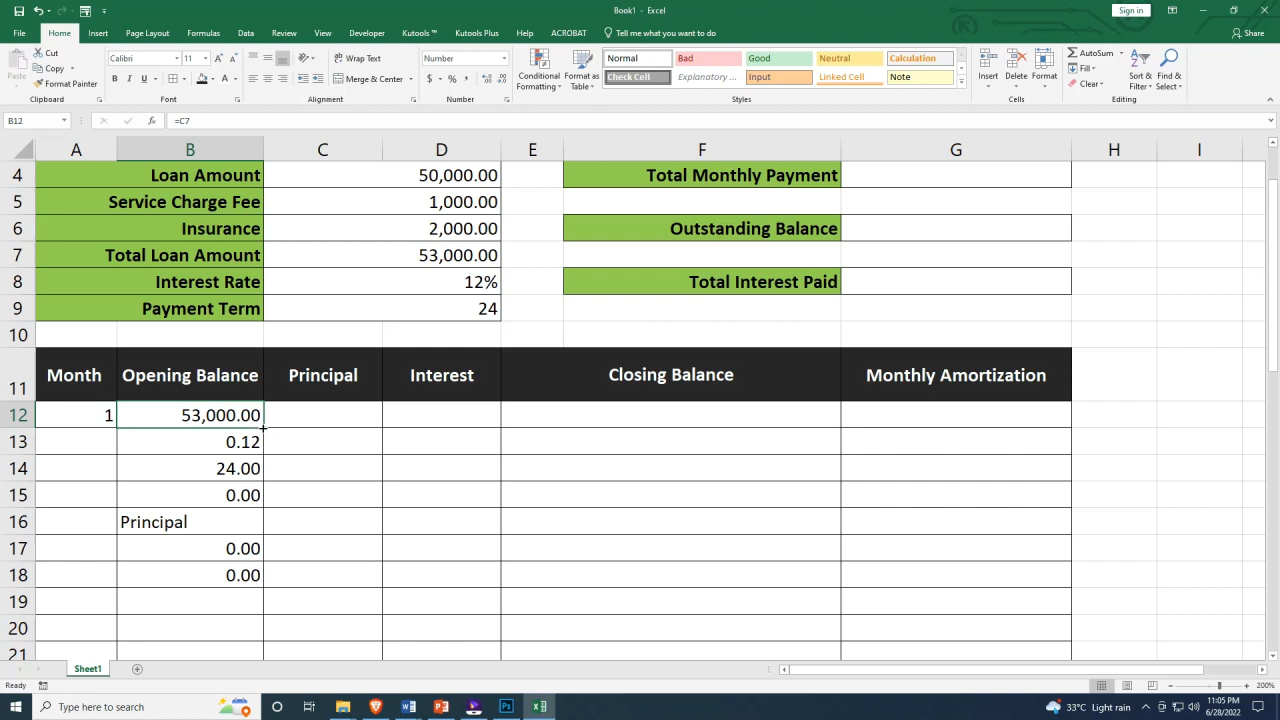 Book1 - Excel
Sign in
File Home Insert Page Layout Formulas Data Review View Developer Kutools ™ Kutools Plus Help ACROBAT Tell me what you want to do Share
Paste
Cut
Copy
Format Painter
Clipboard
Calibri 11
B I U
Font
Wrap Text
Merge & Center
Alignment
Number
$ % ,
Number
Conditional Formatting
Format as Table
Normal Bad Good Neutral Calculation
Check Cell Explanatory ... Input Linked Cell Note
Styles
Insert Delete Format
Cells
AutoSum
Fill
Clear
Sort & Filter
Find & Select
Editing
B12 fx =C7
A B C D E F G H I
4 Loan Amount 50,000.00 Total Monthly Payment
5 Service Charge Fee 1,000.00
6 Insurance 2,000.00 Outstanding Balance
7 Total Loan Amount 53,000.00
8 Interest Rate 12% Total Interest Paid
9 Payment Term 24
10
11 Month Opening Balance Principal Interest Closing Balance Monthly Amortization
12 1 53,000.00
13 0.12
14 24.00
15 0.00
16 Principal
17 0.00
18 0.00
19
20
21
Sheet1
Ready 200%
Type here to search 33°C Light rain 11:05 PM
6/28/2022